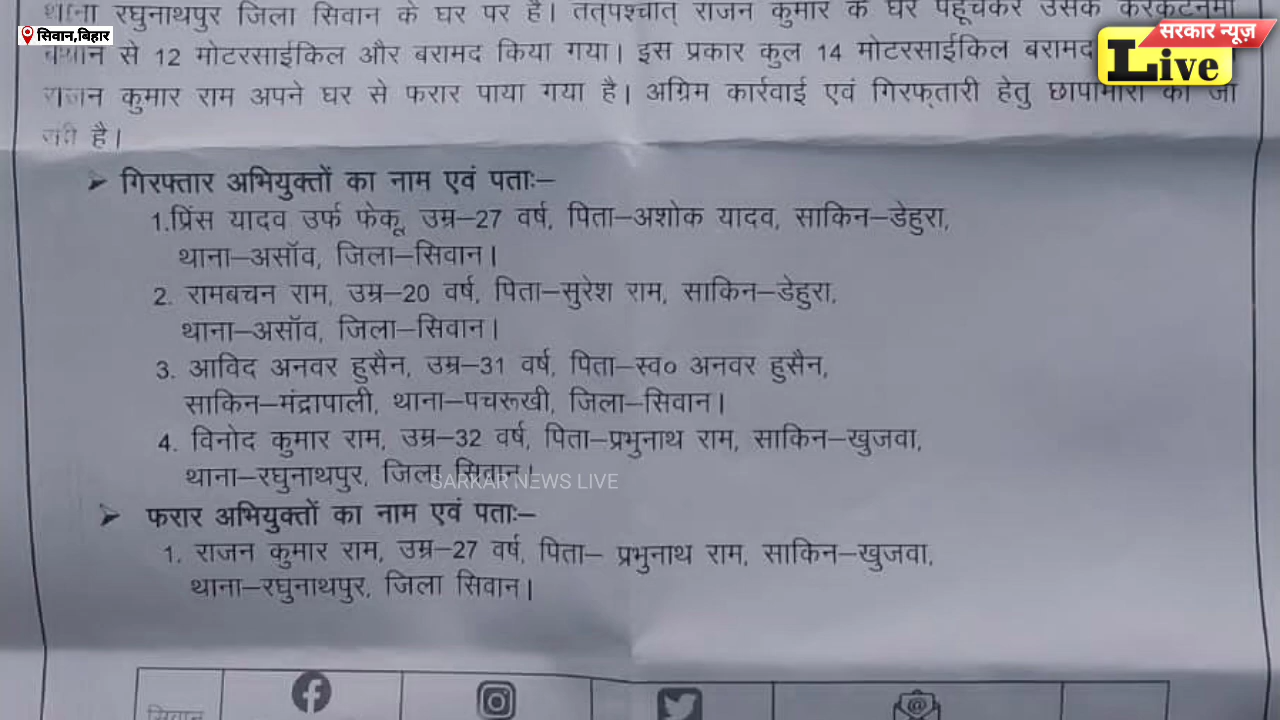 थाना रघुनाथपुर जिला सिवान के घर पर है। तत्पश्चात् राजन कुमार के घर पहुंचकर उसके करकटनुमा
सिवान,बिहार
सरकार न्यूज़
Live
से 12 मोटरसाईकिल और बरामद किया गया। इस प्रकार कुल 14 मोटरसाईकिल बरामद
राजन कुमार राम अपने घर से फरार पाया गया है। अग्रिम कार्रवाई एवं गिरफ्तारी हेतु छापामारी की जा
रही है।
➤ गिरफ्तार अभियुक्तों का नाम एवं पताः–
1.प्रिंस यादव उर्फ फेकू, उम्र–27 वर्ष, पिता–अशोक यादव, साकिन–डेहुरा,
थाना–असॉव, जिला–सिवान।
2. रामबचन राम, उम्र–20 वर्ष, पिता–सुरेश राम, साकिन–डेहुरा,
थाना–असॉव, जिला–सिवान।
3. आविद अनवर हुसैन, उम्र–31 वर्ष, पिता–स्व० अनवर हुसैन,
साकिन–मंद्रापाली, थाना–पचरूखी, जिला–सिवान।
4. विनोद कुमार राम, उम्र–32 वर्ष, पिता–प्रभुनाथ राम, साकिन–खुजवा,
थाना–रघुनाथपुर, जिला सिवान।
SARKAR NEWS LIVE
➤ फरार अभियुक्तों का नाम एवं पताः–
1. राजन कुमार राम, उम्र–27 वर्ष, पिता– प्रभुनाथ राम, साकिन–खुजवा,
थाना–रघुनाथपुर, जिला सिवान।
सिवान